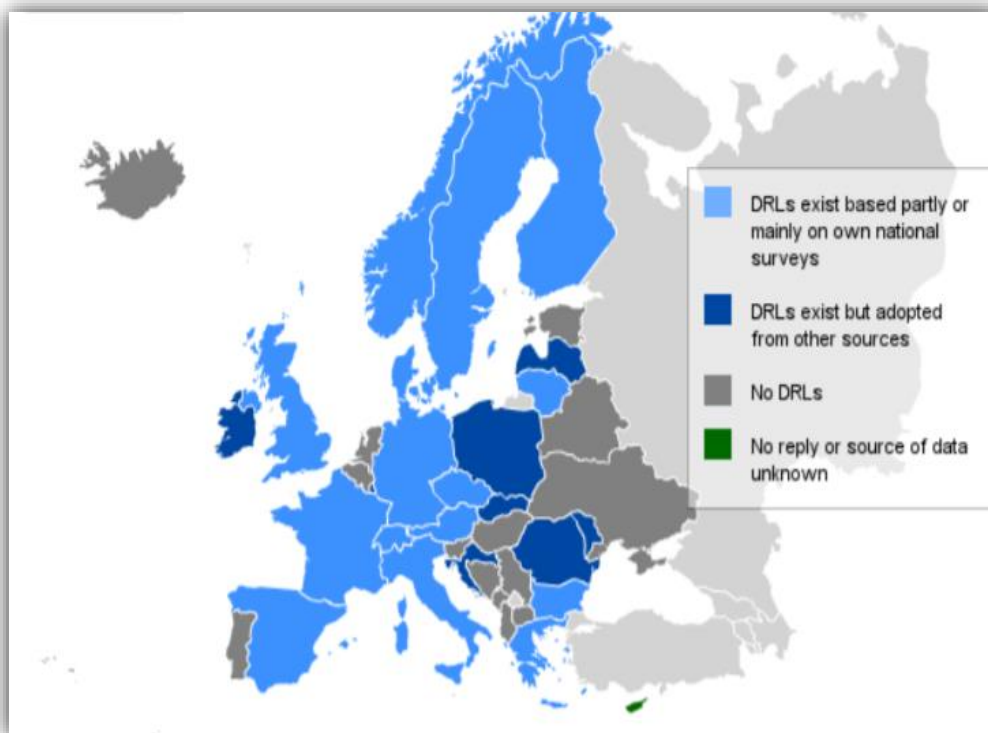 DRLs exist based partly or
mainly on own national
surveys
DRLs exist but adopted
from other sources
No DRLs
No reply or source of data
unknown